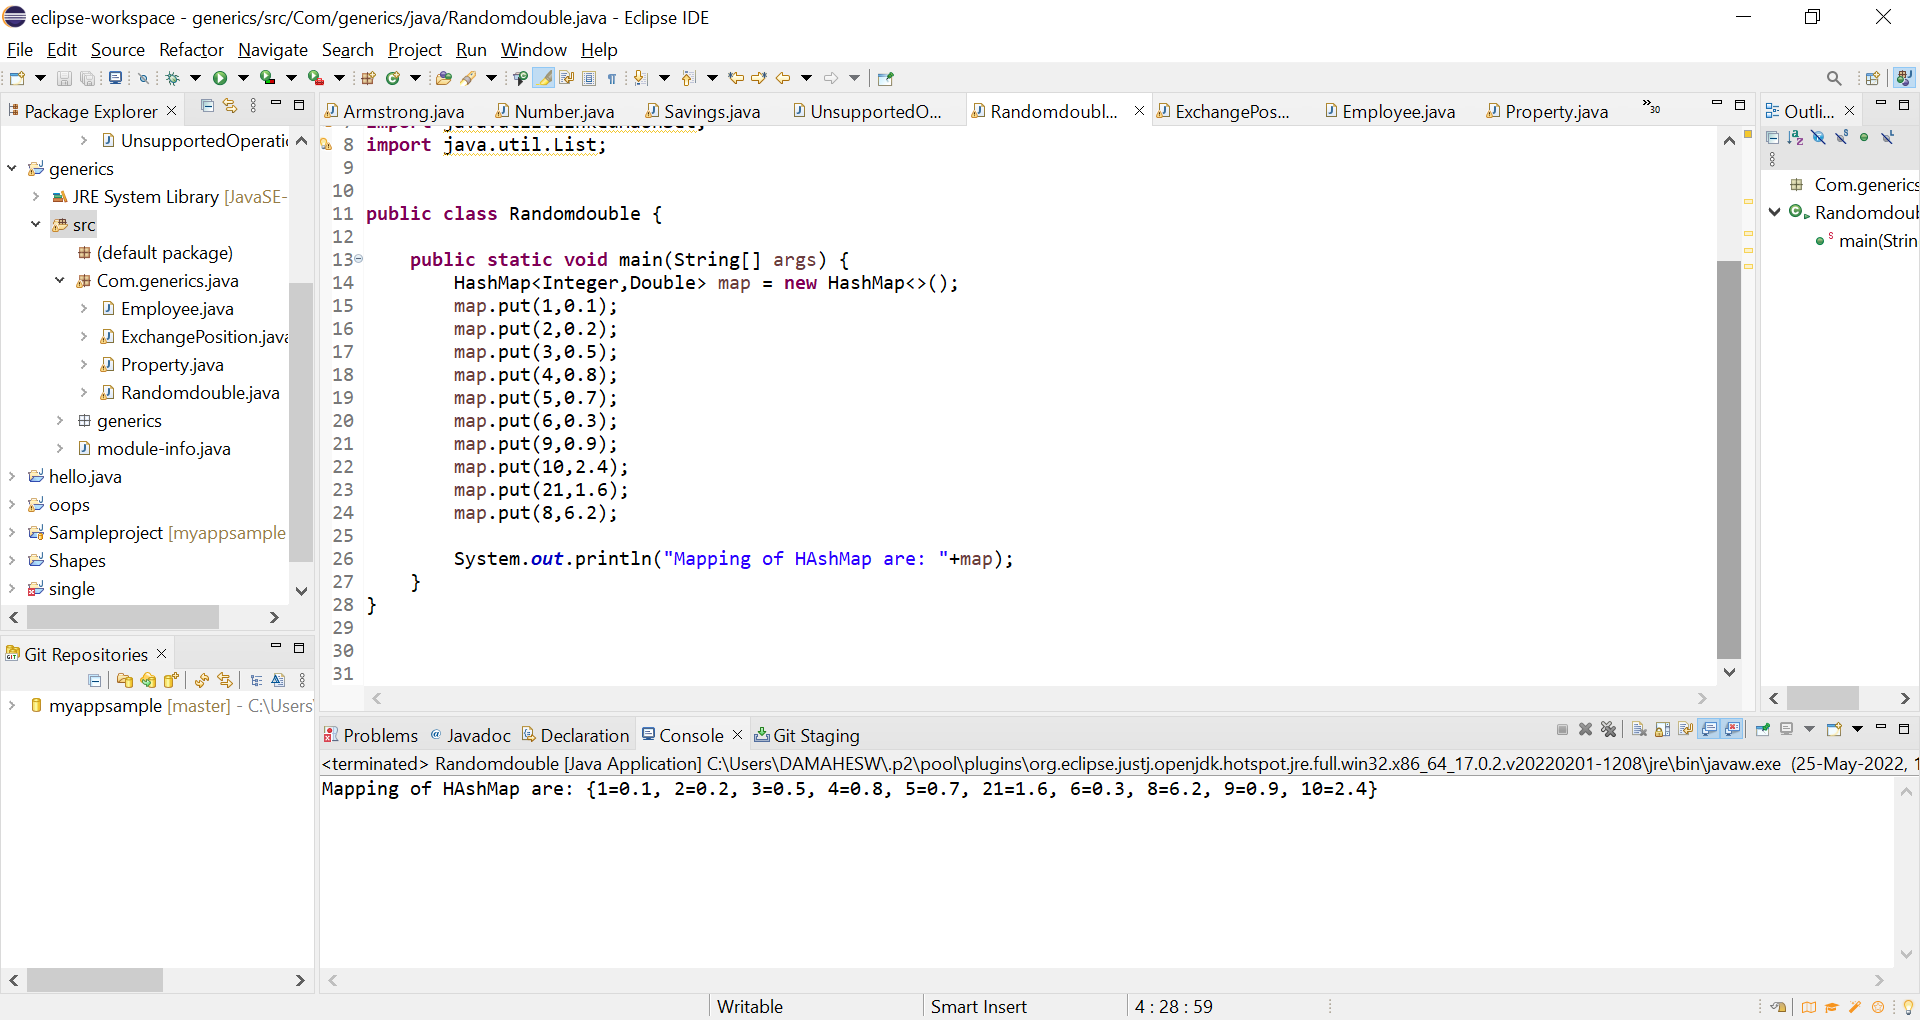 eclipse-workspace - generics/src/Com/generics/java/Randomdouble.java - Eclipse IDE
File Edit Source Refactor Navigate Search Project Run Window Help
Package Explorer
UnsupportedOperati
generics
JRE System Library [JavaSE-
src
(default package)
Com.generics.java
Employee.java
ExchangePosition.java
Property.java
Randomdouble.java
generics
module-info.java
hello.java
oops
Sampleproject [myappsample
Shapes
single
Git Repositories
myappsample [master] - C:\Users
Armstrong.java Number.java Savings.java UnsupportedO... Randomdoubl... ExchangePos... Employee.java Property.java »30
8 import java.util.List;
9
10
11 public class Randomdouble {
12
13 public static void main(String[] args) {
14 HashMap<Integer,Double> map = new HashMap<>();
15 map.put(1,0.1);
16 map.put(2,0.2);
17 map.put(3,0.5);
18 map.put(4,0.8);
19 map.put(5,0.7);
20 map.put(6,0.3);
21 map.put(9,0.9);
22 map.put(10,2.4);
23 map.put(21,1.6);
24 map.put(8,6.2);
25
26 System.out.println("Mapping of HAshMap are: "+map);
27 }
28 }
29
30
31
Outli...
Com.generics
Randomdoub
main(Strin
Problems @ Javadoc Declaration Console Git Staging
<terminated> Randomdouble [Java Application] C:\Users\DAMAHESW\.p2\pool\plugins\org.eclipse.justj.openjdk.hotspot.jre.full.win32.x86_64_17.0.2.v20220201-1208\jre\bin\javaw.exe (25-May-2022, 1
Mapping of HAshMap are: {1=0.1, 2=0.2, 3=0.5, 4=0.8, 5=0.7, 21=1.6, 6=0.3, 8=6.2, 9=0.9, 10=2.4}
Writable Smart Insert 4 : 28 : 59